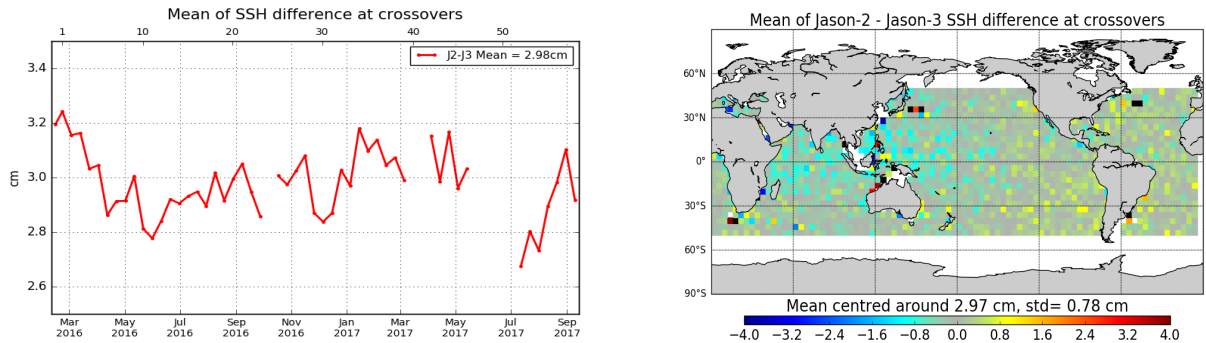 Mean of SSH difference at crossovers
1 10 20 30 40 50
J2-J3 Mean = 2.98cm
3.4
3.2
3.0
2.8
2.6
cm
Mar 2016 May 2016 Jul 2016 Sep 2016 Nov 2016 Jan 2017 Mar 2017 May 2017 Jul 2017 Sep 2017
Mean of Jason-2 - Jason-3 SSH difference at crossovers
60°N
30°N
0°
30°S
60°S
90°S
Mean centred around 2.97 cm, std= 0.78 cm
−4.0 −3.2 −2.4 −1.6 −0.8 0.0 0.8 1.6 2.4 3.2 4.0